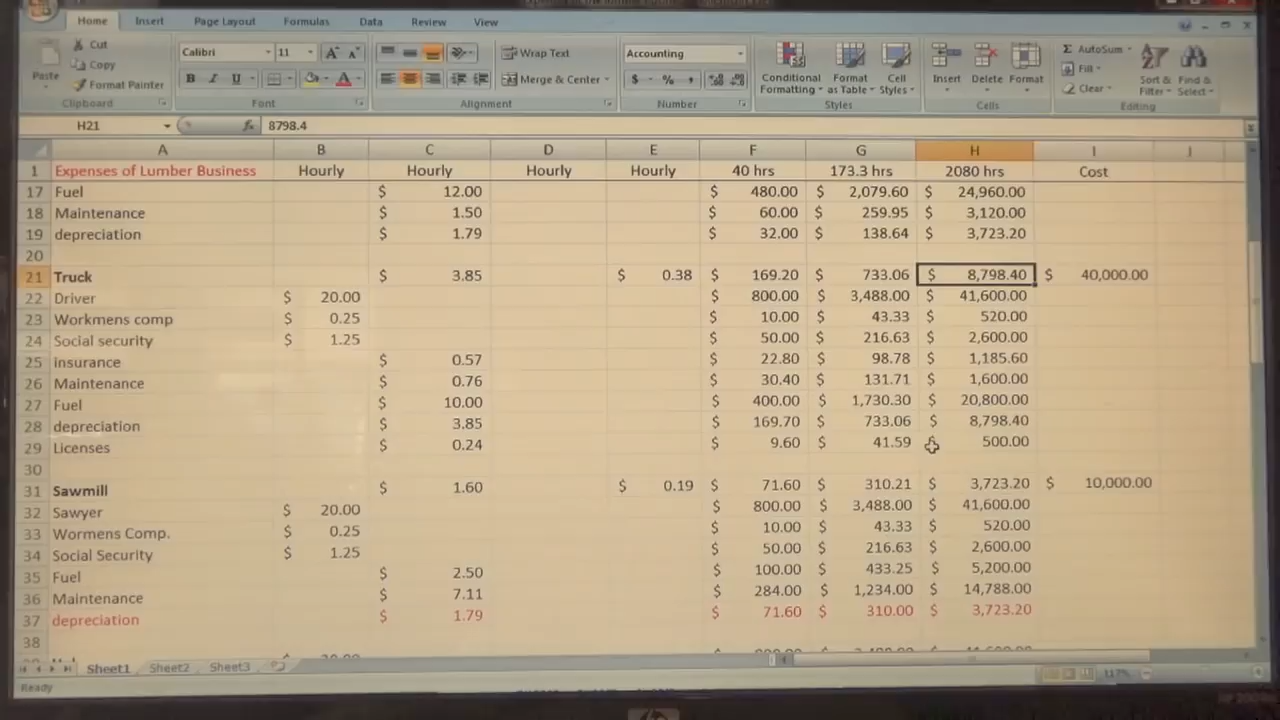 Home Insert Page Layout Formulas Data Review View
Cut
Copy
Format Painter
Paste
Clipboard
Calibri 11
B I U
Font
Wrap Text
Merge & Center
Alignment
Accounting
$ % ,
Number
Conditional Formatting
Format as Table
Cell Styles
Styles
Insert Delete Format
Cells
Σ AutoSum
Fill
Clear
Sort & Filter
Find & Select
Editing
H21 fx 8798.4
A B C D E F G H I J
1 Expenses of Lumber Business Hourly Hourly Hourly Hourly 40 hrs 173.3 hrs 2080 hrs Cost
17 Fuel $ 12.00 $ 480.00 $ 2,079.60 $ 24,960.00
18 Maintenance $ 1.50 $ 60.00 $ 259.95 $ 3,120.00
19 depreciation $ 1.79 $ 32.00 $ 138.64 $ 3,723.20
20
21 Truck $ 3.85 $ 0.38 $ 169.20 $ 733.06 $ 8,798.40 $ 40,000.00
22 Driver $ 20.00 $ 800.00 $ 3,488.00 $ 41,600.00
23 Workmens comp $ 0.25 $ 10.00 $ 43.33 $ 520.00
24 Social security $ 1.25 $ 50.00 $ 216.63 $ 2,600.00
25 insurance $ 0.57 $ 22.80 $ 98.78 $ 1,185.60
26 Maintenance $ 0.76 $ 30.40 $ 131.71 $ 1,600.00
27 Fuel $ 10.00 $ 400.00 $ 1,730.30 $ 20,800.00
28 depreciation $ 3.85 $ 169.70 $ 733.06 $ 8,798.40
29 Licenses $ 0.24 $ 9.60 $ 41.59 $ 500.00
30
31 Sawmill $ 1.60 $ 0.19 $ 71.60 $ 310.21 $ 3,723.20 $ 10,000.00
32 Sawyer $ 20.00 $ 800.00 $ 3,488.00 $ 41,600.00
33 Wormens Comp. $ 0.25 $ 10.00 $ 43.33 $ 520.00
34 Social Security $ 1.25 $ 50.00 $ 216.63 $ 2,600.00
35 Fuel $ 2.50 $ 100.00 $ 433.25 $ 5,200.00
36 Maintenance $ 7.11 $ 284.00 $ 1,234.00 $ 14,788.00
37 depreciation $ 1.79 $ 71.60 $ 310.00 $ 3,723.20
38
Sheet1 Sheet2 Sheet3
Ready 117%